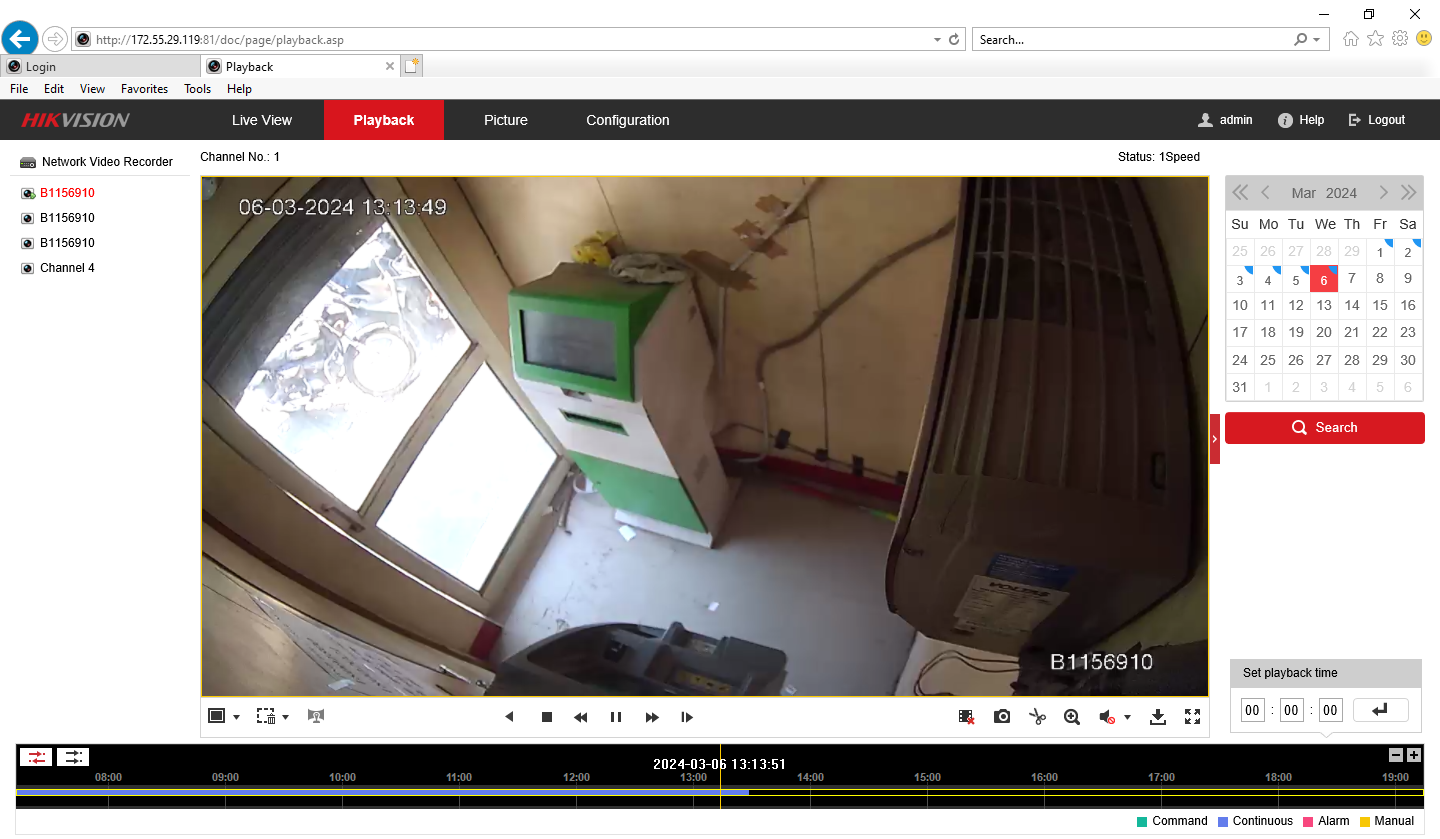 http://172.55.29.119:81/doc/page/playback.asp
Search...
Login
Playback
File Edit View Favorites Tools Help
HIKVISION
Live View Playback Picture Configuration
admin Help Logout
Network Video Recorder
B1156910
B1156910
B1156910
Channel 4
Channel No.: 1
Status: 1Speed
06-03-2024 13:13:49
VOLTAS
B1156910
Mar 2024
Su Mo Tu We Th Fr Sa
25 26 27 28 29 1 2
3 4 5 6 7 8 9
10 11 12 13 14 15 16
17 18 19 20 21 22 23
24 25 26 27 28 29 30
31 1 2 3 4 5 6
Search
Set playback time
00 : 00 : 00
2024-03-06 13:13:51
08:00 09:00 10:00 11:00 12:00 13:00 14:00 15:00 16:00 17:00 18:00 19:00
Command Continuous Alarm Manual